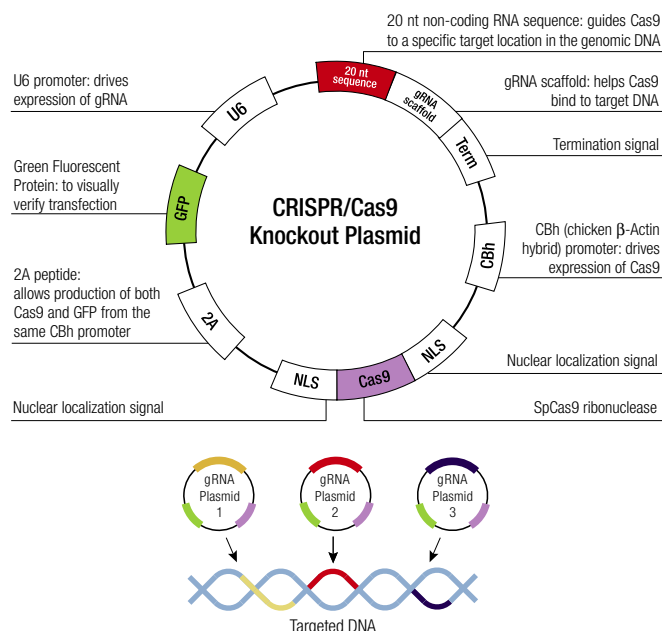 20 nt non-coding RNA sequence: guides Cas9
to a specific target location in the genomic DNA
U6 promoter: drives
expression of gRNA
gRNA scaffold: helps Cas9
bind to target DNA
Termination signal
Green Fluorescent
Protein: to visually
verify transfection
CBh (chicken β-Actin
hybrid) promoter: drives
expression of Cas9
2A peptide:
allows production of both
Cas9 and GFP from the
same CBh promoter
Nuclear localization signal
Nuclear localization signal
SpCas9 ribonuclease
20 nt
sequence
gRNA
scaffold
Term
CBh
NLS
Cas9
NLS
2A
GFP
U6
CRISPR/Cas9
Knockout Plasmid
gRNA
Plasmid
1
gRNA
Plasmid
2
gRNA
Plasmid
3
Targeted DNA